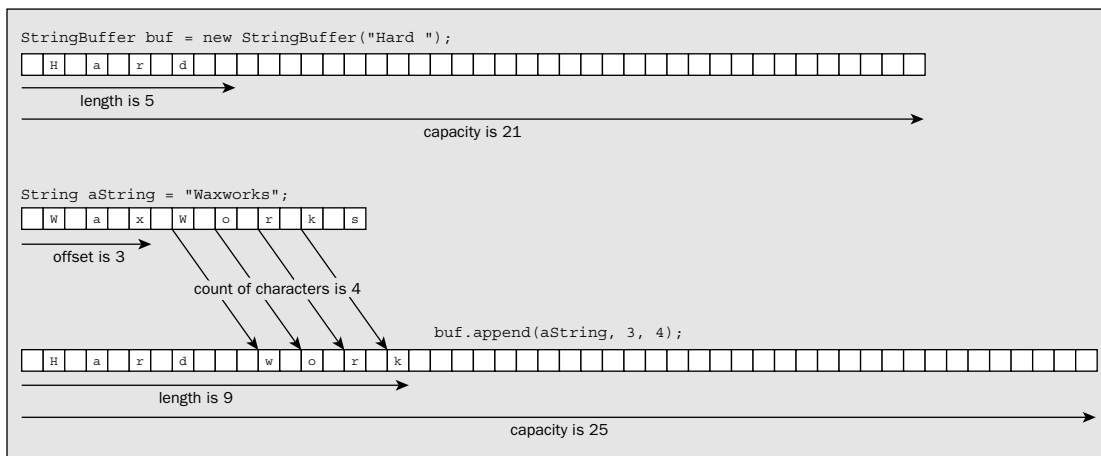 StringBuffer buf = new StringBuffer("Hard ");
H a r d
length is 5
capacity is 21
String aString = "Waxworks";
W a x W o r k s
offset is 3
count of characters is 4
buf.append(aString, 3, 4);
H a r d w o r k
length is 9
capacity is 25